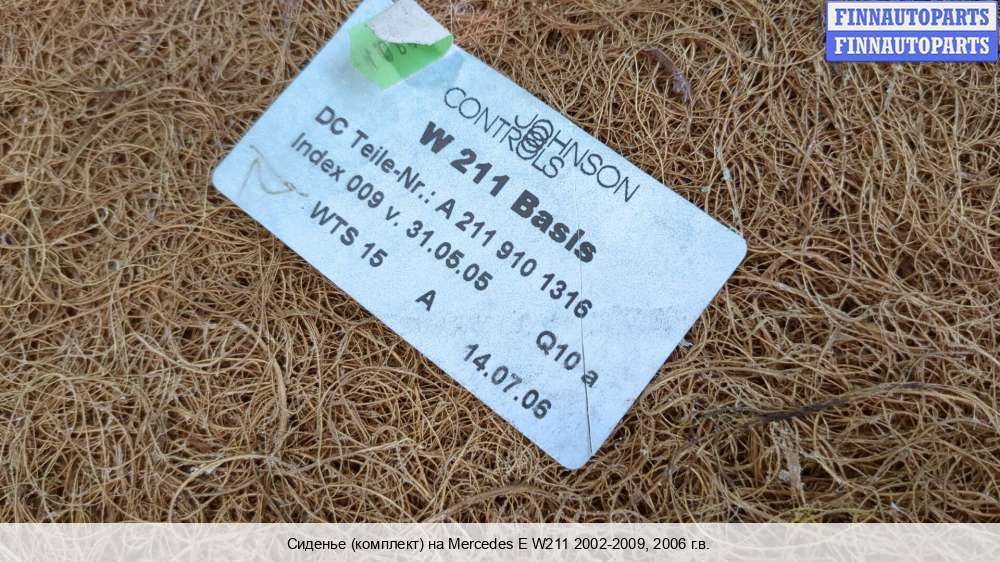 FINNAUTOPARTS
FINNAUTOPARTS
JOHNSON
CONTROLS
W 211 Basis
DC Teile-Nr.: A 211 910 1316
Index 009 v. 31.05.05
WTS 15
A
Q10 a
14.07.06
Сиденье (комплект) на Mercedes E W211 2002-2009, 2006 г.в.